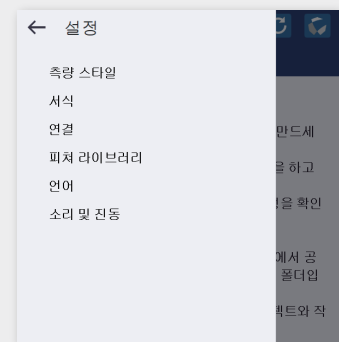 설정
측량 스타일
서식
연결
피쳐 라이브러리
언어
소리 및 진동
만드세
를 하고
을 확인
에서 공
폴더입
와 작